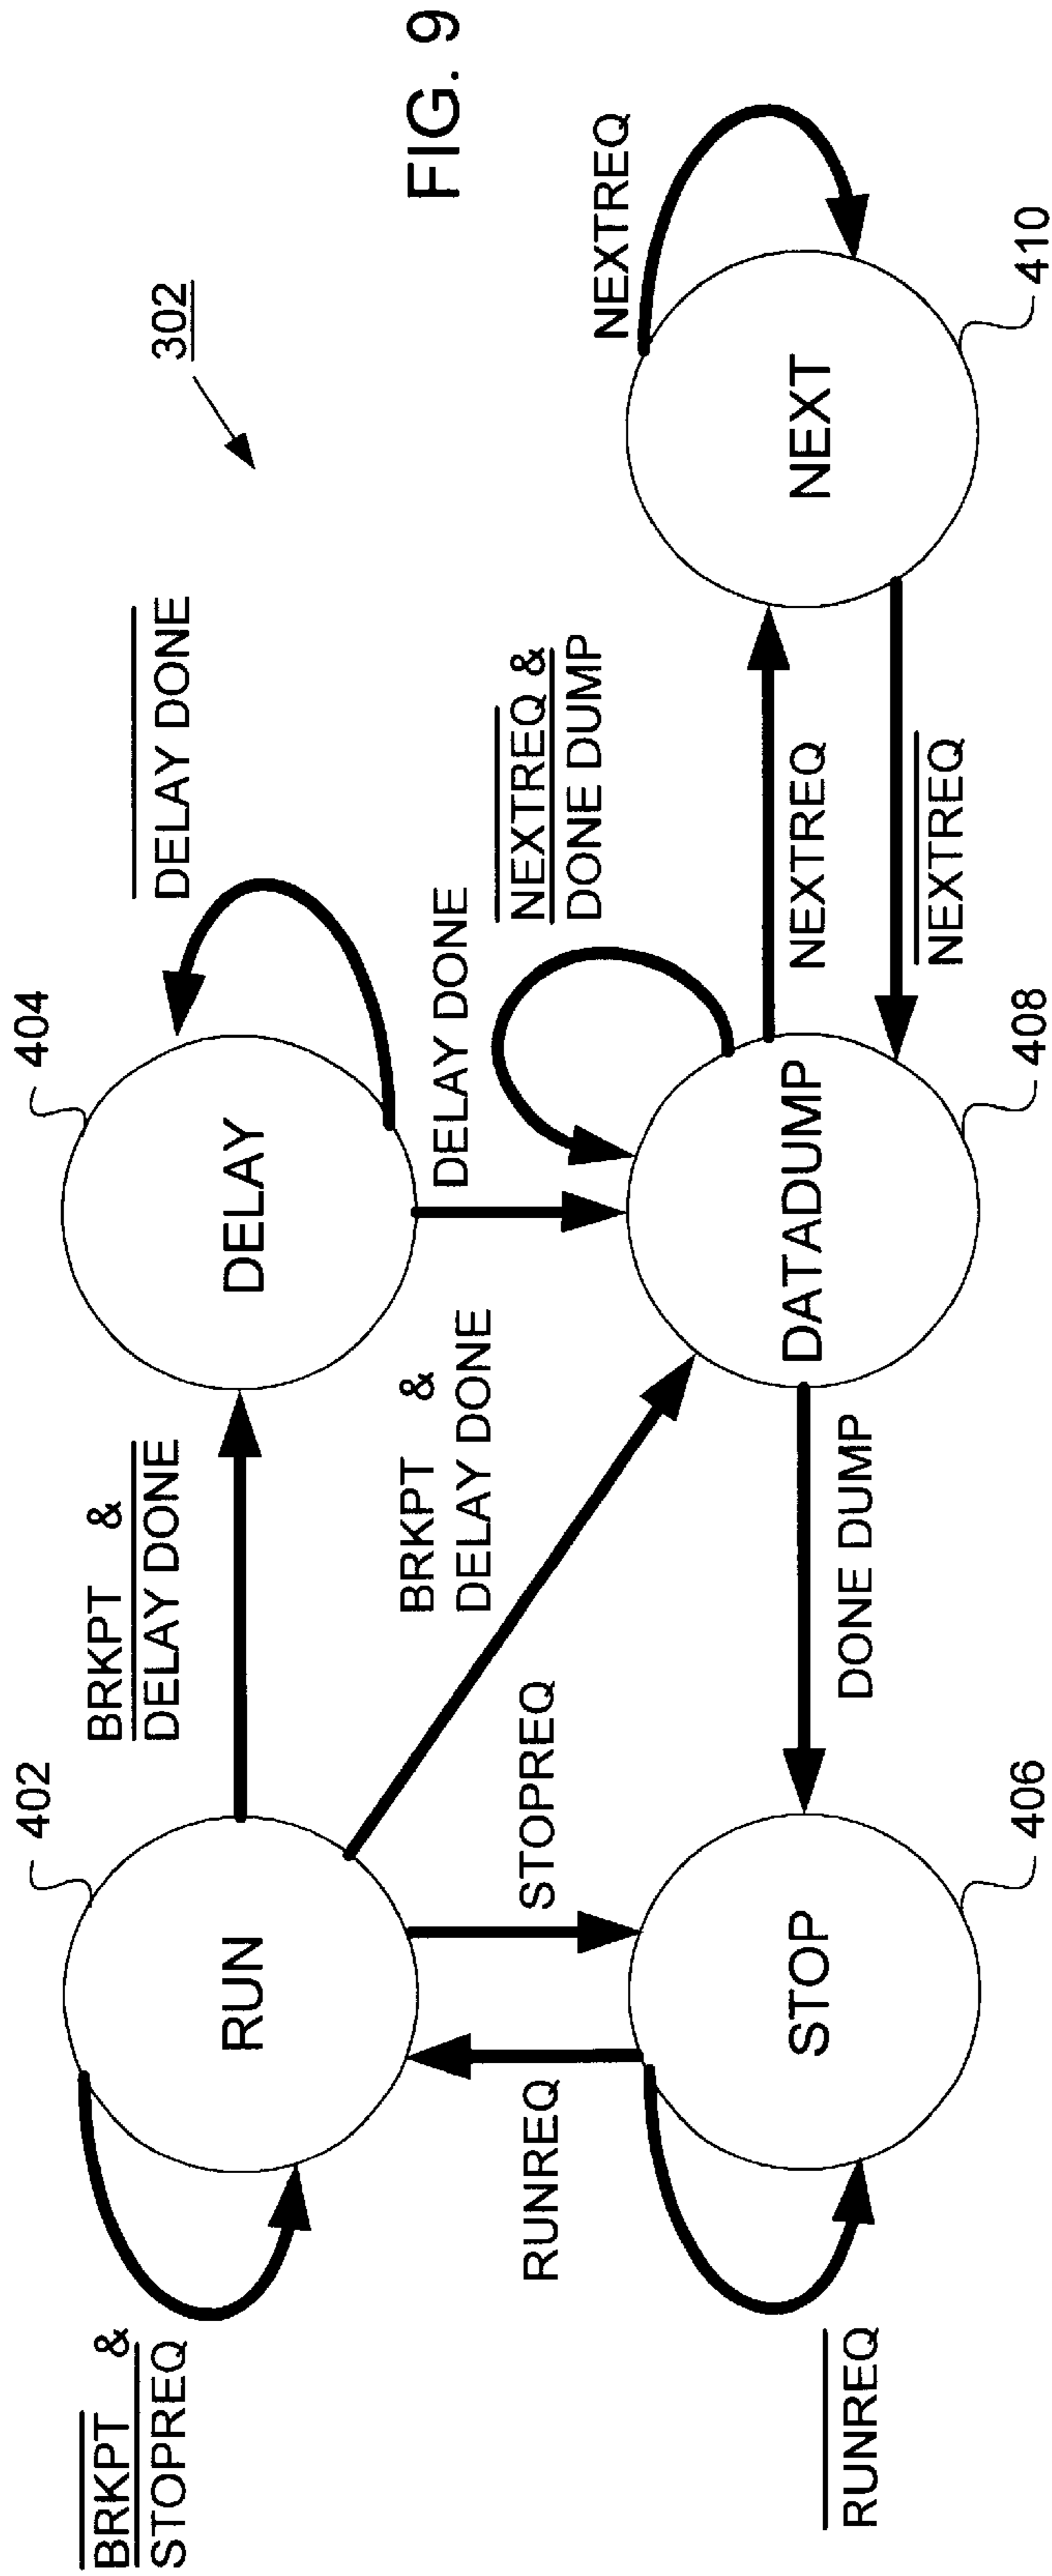 FIG. 9
302
402
404
BRKPT &
STOPREQ
RUN
BRKPT &
DELAY DONE
DELAY
DELAY DONE
BRKPT &
DELAY DONE
DELAY DONE
RUNREQ
STOPREQ
NEXTREQ &
DONE DUMP
NEXTREQ
RUNREQ
STOP
DONE DUMP
DATADUMP
NEXTREQ
NEXTREQ
NEXT
406
408
410